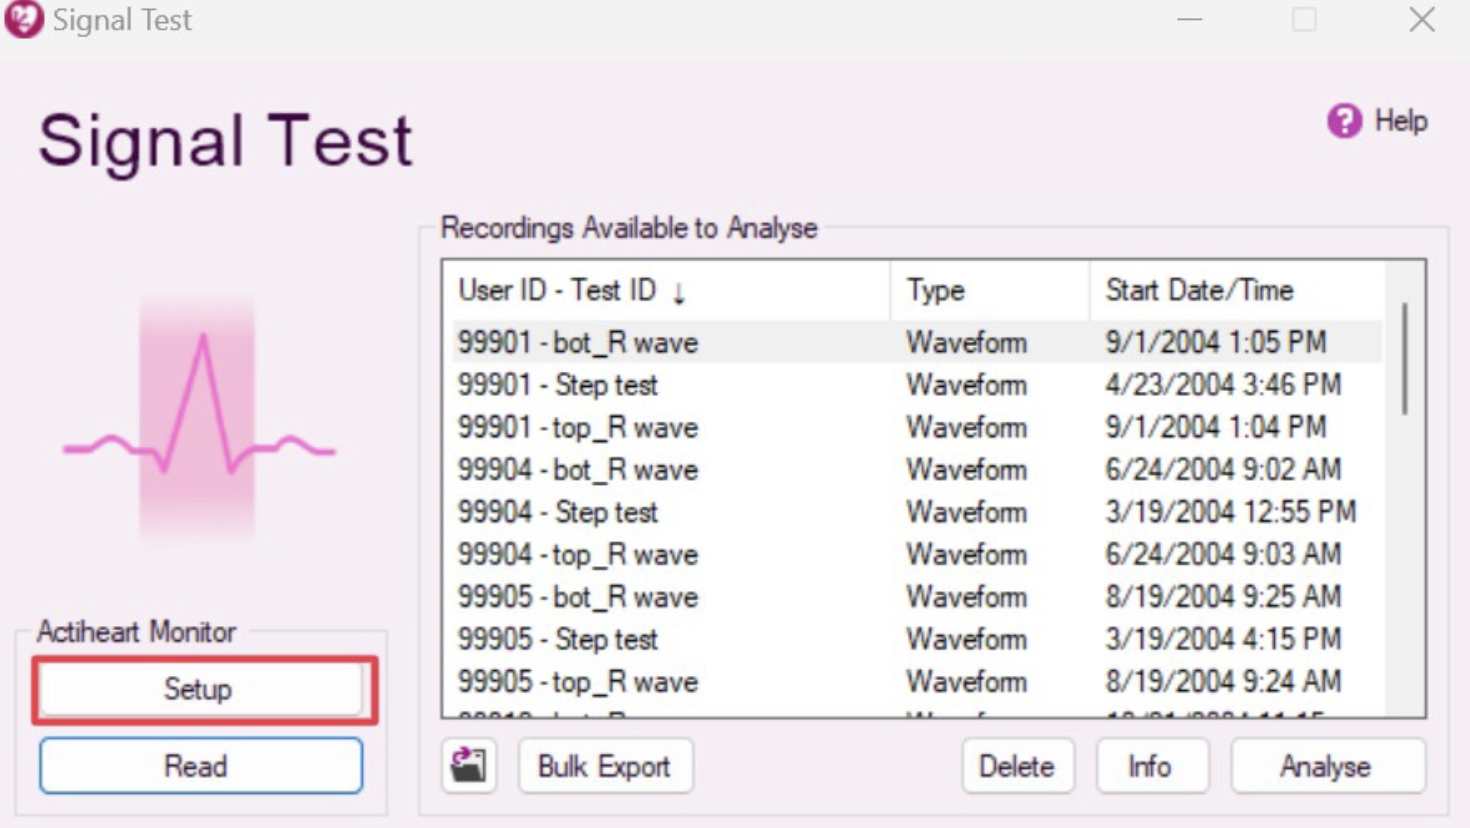 Signal Test
Signal Test
Help
Recordings Available to Analyse
User ID - Test ID ↓ Type Start Date/Time
99901 - bot_R wave Waveform 9/1/2004 1:05 PM
99901 - Step test Waveform 4/23/2004 3:46 PM
99901 - top_R wave Waveform 9/1/2004 1:04 PM
99904 - bot_R wave Waveform 6/24/2004 9:02 AM
99904 - Step test Waveform 3/19/2004 12:55 PM
99904 - top_R wave Waveform 6/24/2004 9:03 AM
99905 - bot_R wave Waveform 8/19/2004 9:25 AM
99905 - Step test Waveform 3/19/2004 4:15 PM
99905 - top_R wave Waveform 8/19/2004 9:24 AM
Actiheart Monitor
Setup
Read
Bulk Export Delete Info Analyse